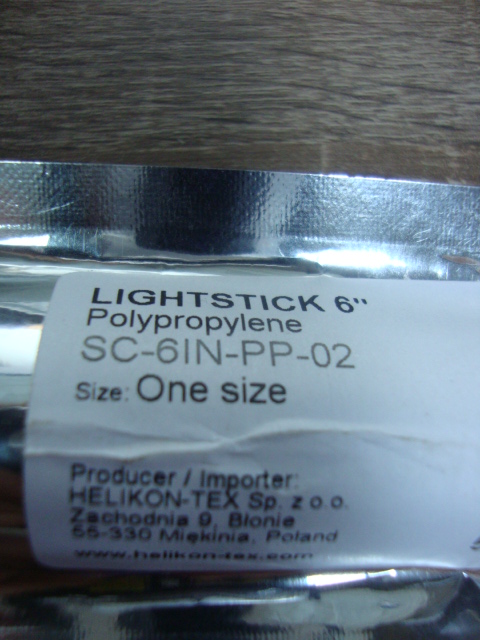 LIGHTSTICK 6"
Polypropylene
SC-6IN-PP-02
Size: One size
Producer / Importer:
HELIKON-TEX Sp. z o.o.
Zachodnia 9, Błonie
55-330 Miękinia, Poland
www.helikon-tex.com